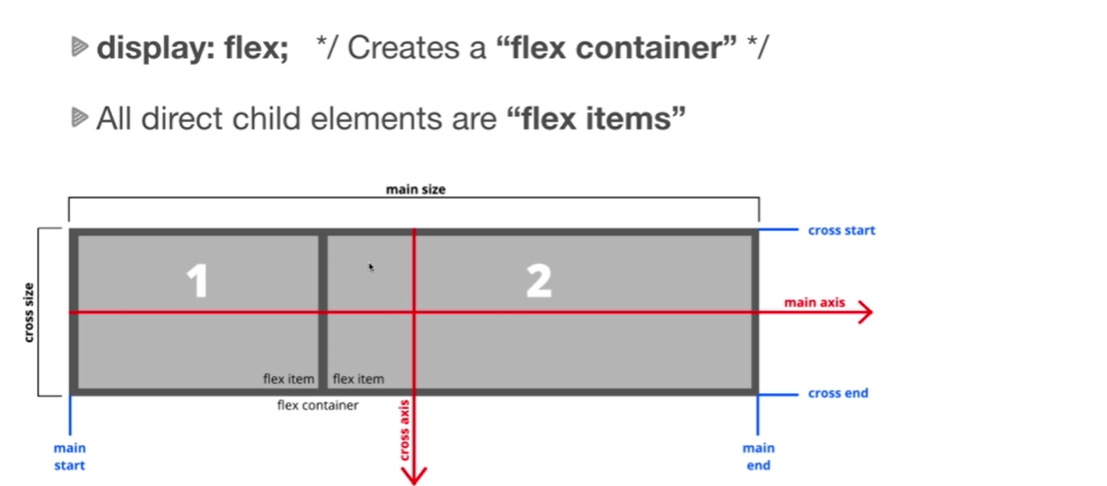 display: flex; */ Creates a “flex container” */
All direct child elements are “flex items”
main size
cross start
cross size
1
2
main axis
flex item
flex item
cross end
flex container
cross axis
main
start
main
end